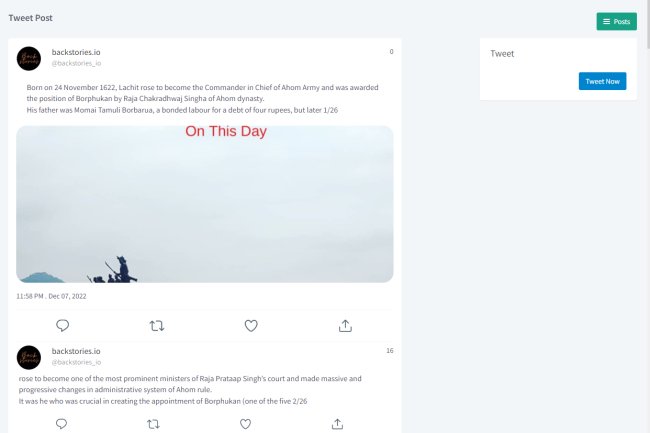 Tweet Post
Posts
backstories.io
0
@backstories_io
Tweet
Tweet Now
Born on 24 November 1622, Lachit rose to become the Commander in Chief of Ahom Army and was awarded
the position of Borphukan by Raja Chakradhwaj Singha of Ahom dynasty.
His father was Momai Tamuli Borbarua, a bonded labour for a debt of four rupees, but later 1/26
On This Day
11:58 PM . Dec 07, 2022
backstories.io
16
@backstories_io
rose to become one of the most prominent ministers of Raja Prataap Singh's court and made massive and
progressive changes in administrative system of Ahom rule.
It was he who was crucial in creating the appointment of Borphukan (one of the five 2/26